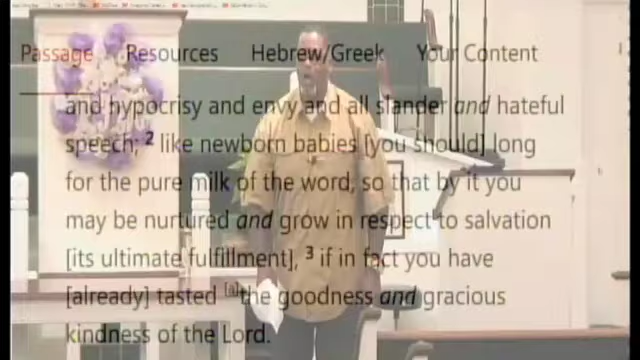 Passage Resources Hebrew/Greek Your Content
and hypocrisy and envy and all slander and hateful
speech; 2 like newborn babies [you should] long
for the pure milk of the word, so that by it you
may be nurtured and grow in respect to salvation
[its ultimate fulfillment], 3 if in fact you have
[already] tasted [a]the goodness and gracious
kindness of the Lord.